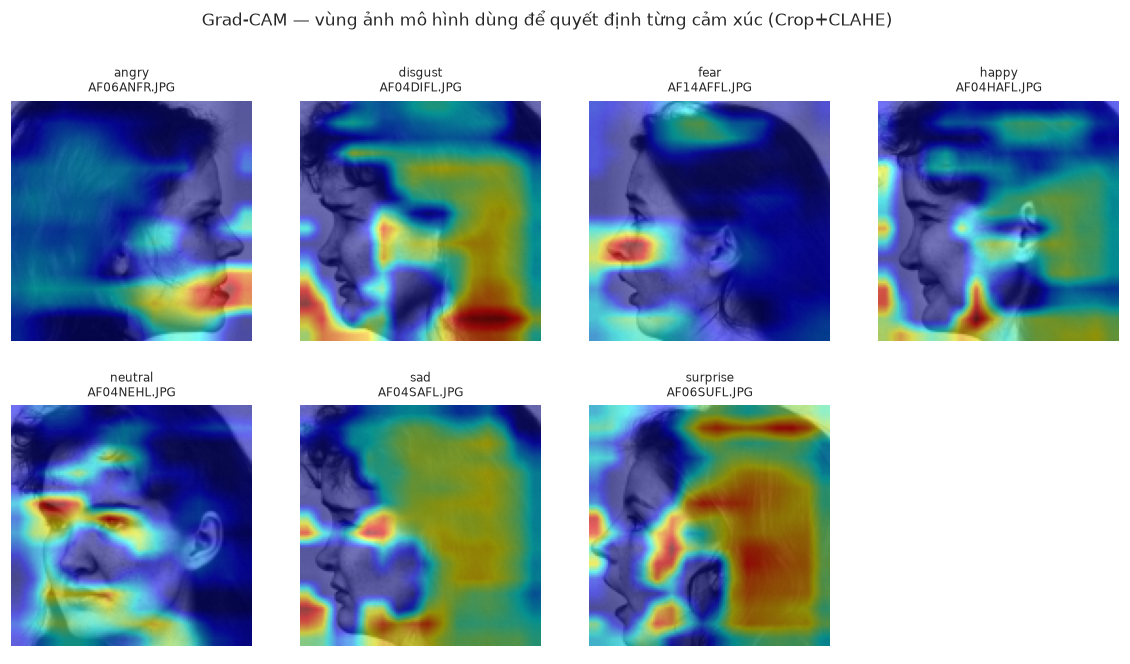 Grad-CAM — vùng ảnh mô hình dùng để quyết định từng cảm xúc (Crop+CLAHE)
angry
AF06ANFR.JPG
disgust
AF04DIFL.JPG
fear
AF14AFFL.JPG
happy
AF04HAFL.JPG
neutral
AF04NEHL.JPG
sad
AF04SAFL.JPG
surprise
AF06SUFL.JPG